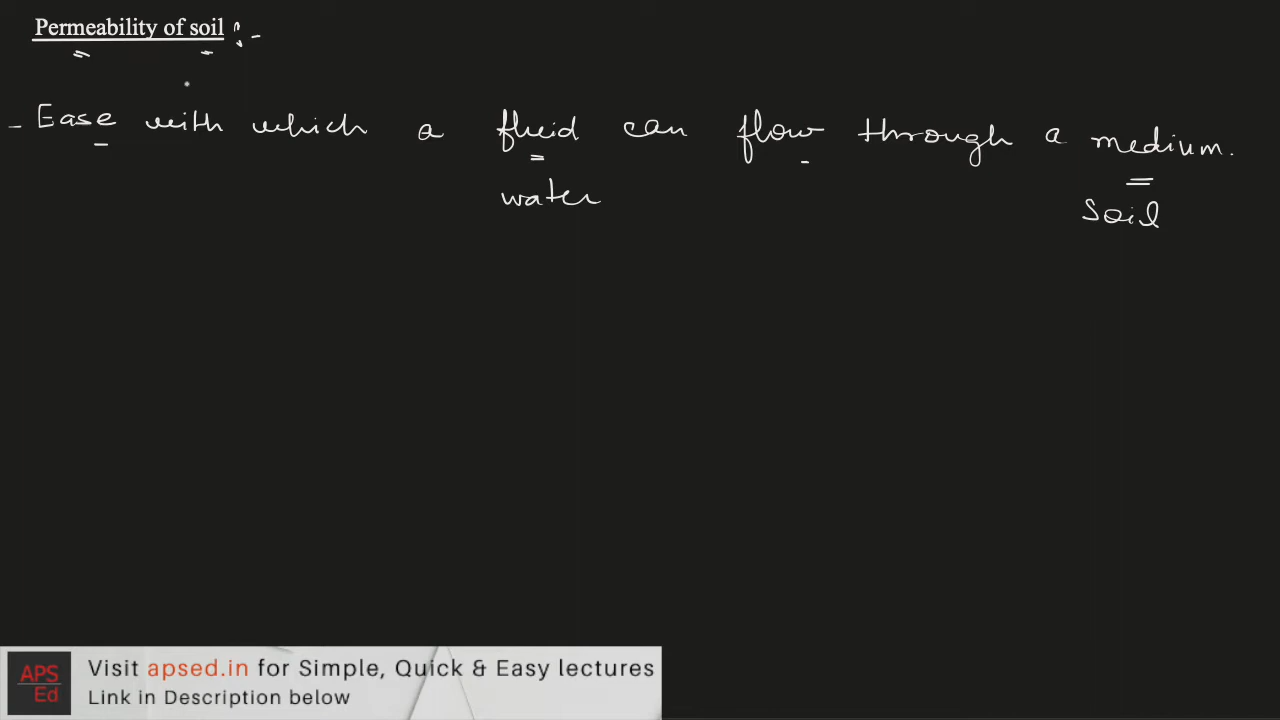 Permeability of soil :-
- Ease with which a fluid can flow through a medium.
water
Soil
APS
Ed
Visit apsed.in for Simple, Quick & Easy lectures
Link in Description below